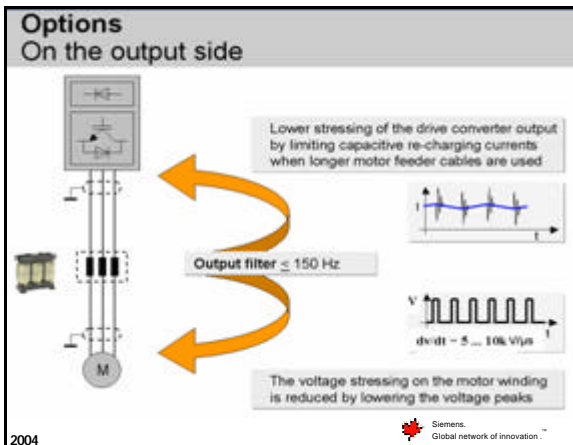 Options
On the output side
Lower stressing of the drive converter output
by limiting capacitive re-charging currents
when longer motor feeder cables are used
I
t
Output filter ≤ 150 Hz
V
t
dv/dt = 5 ... 10k V/µs
M
The voltage stressing on the motor winding
is reduced by lowering the voltage peaks
Siemens.
Global network of innovation.™
2004